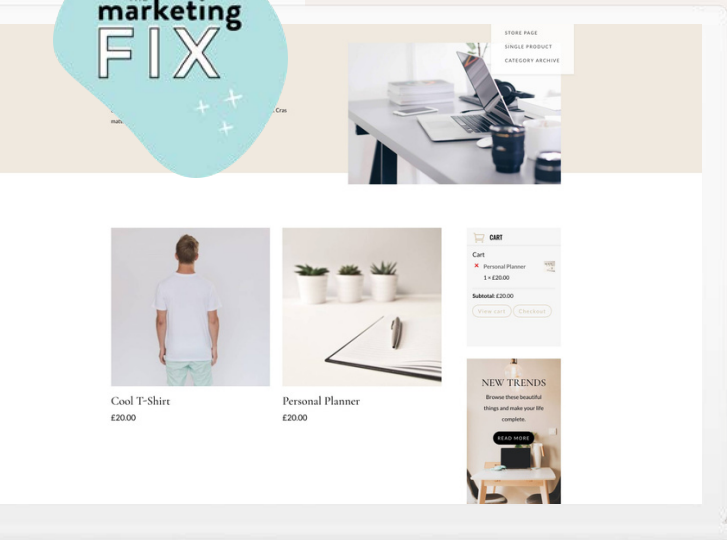 marketing
FIX
STORE PAGE
SINGLE PRODUCT
CATEGORY ARCHIVE
Cras
CART
Cart
× Personal Planner
1 × £20.00
Subtotal: £20.00
View cart Checkout
NEW TRENDS
Browse these beautiful
things and make your life
complete.
READ MORE
Cool T-Shirt
£20.00
Personal Planner
£20.00